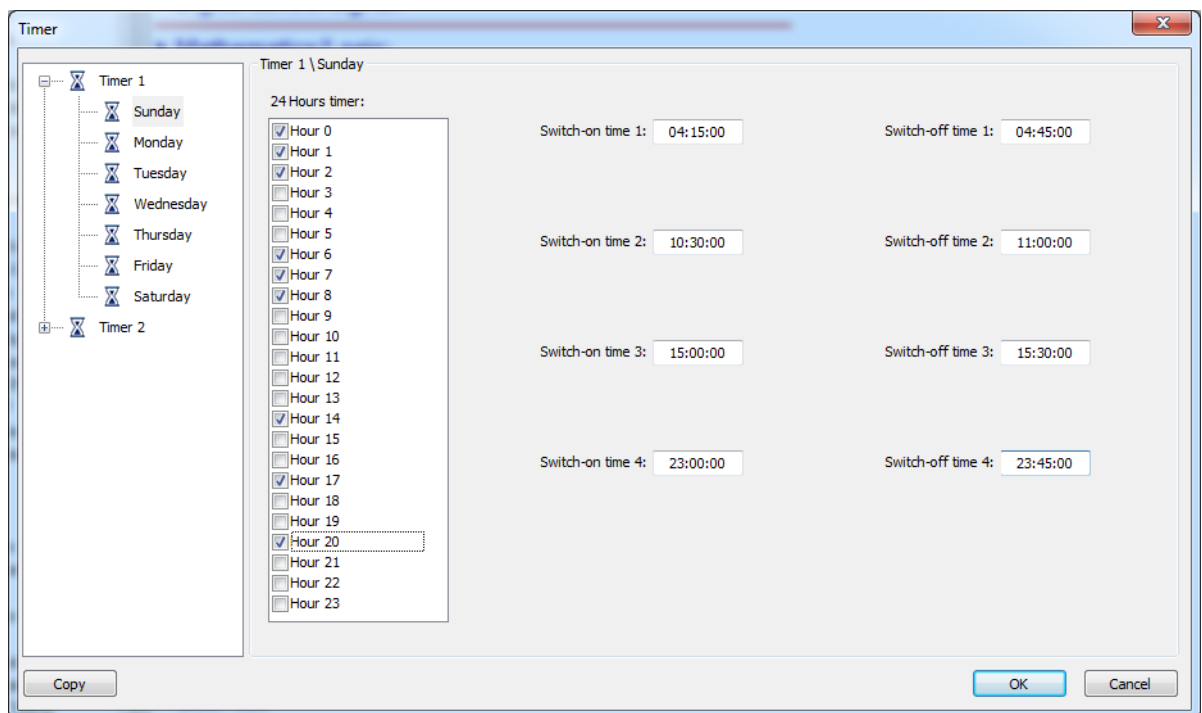 Timer
Timer 1
Sunday
Monday
Tuesday
Wednesday
Thursday
Friday
Saturday
Timer 2
Timer 1 \ Sunday
24 Hours timer:
Hour 0
Hour 1
Hour 2
Hour 3
Hour 4
Hour 5
Hour 6
Hour 7
Hour 8
Hour 9
Hour 10
Hour 11
Hour 12
Hour 13
Hour 14
Hour 15
Hour 16
Hour 17
Hour 18
Hour 19
Hour 20
Hour 21
Hour 22
Hour 23
Switch-on time 1: 04:15:00 Switch-off time 1: 04:45:00
Switch-on time 2: 10:30:00 Switch-off time 2: 11:00:00
Switch-on time 3: 15:00:00 Switch-off time 3: 15:30:00
Switch-on time 4: 23:00:00 Switch-off time 4: 23:45:00
Copy OK Cancel